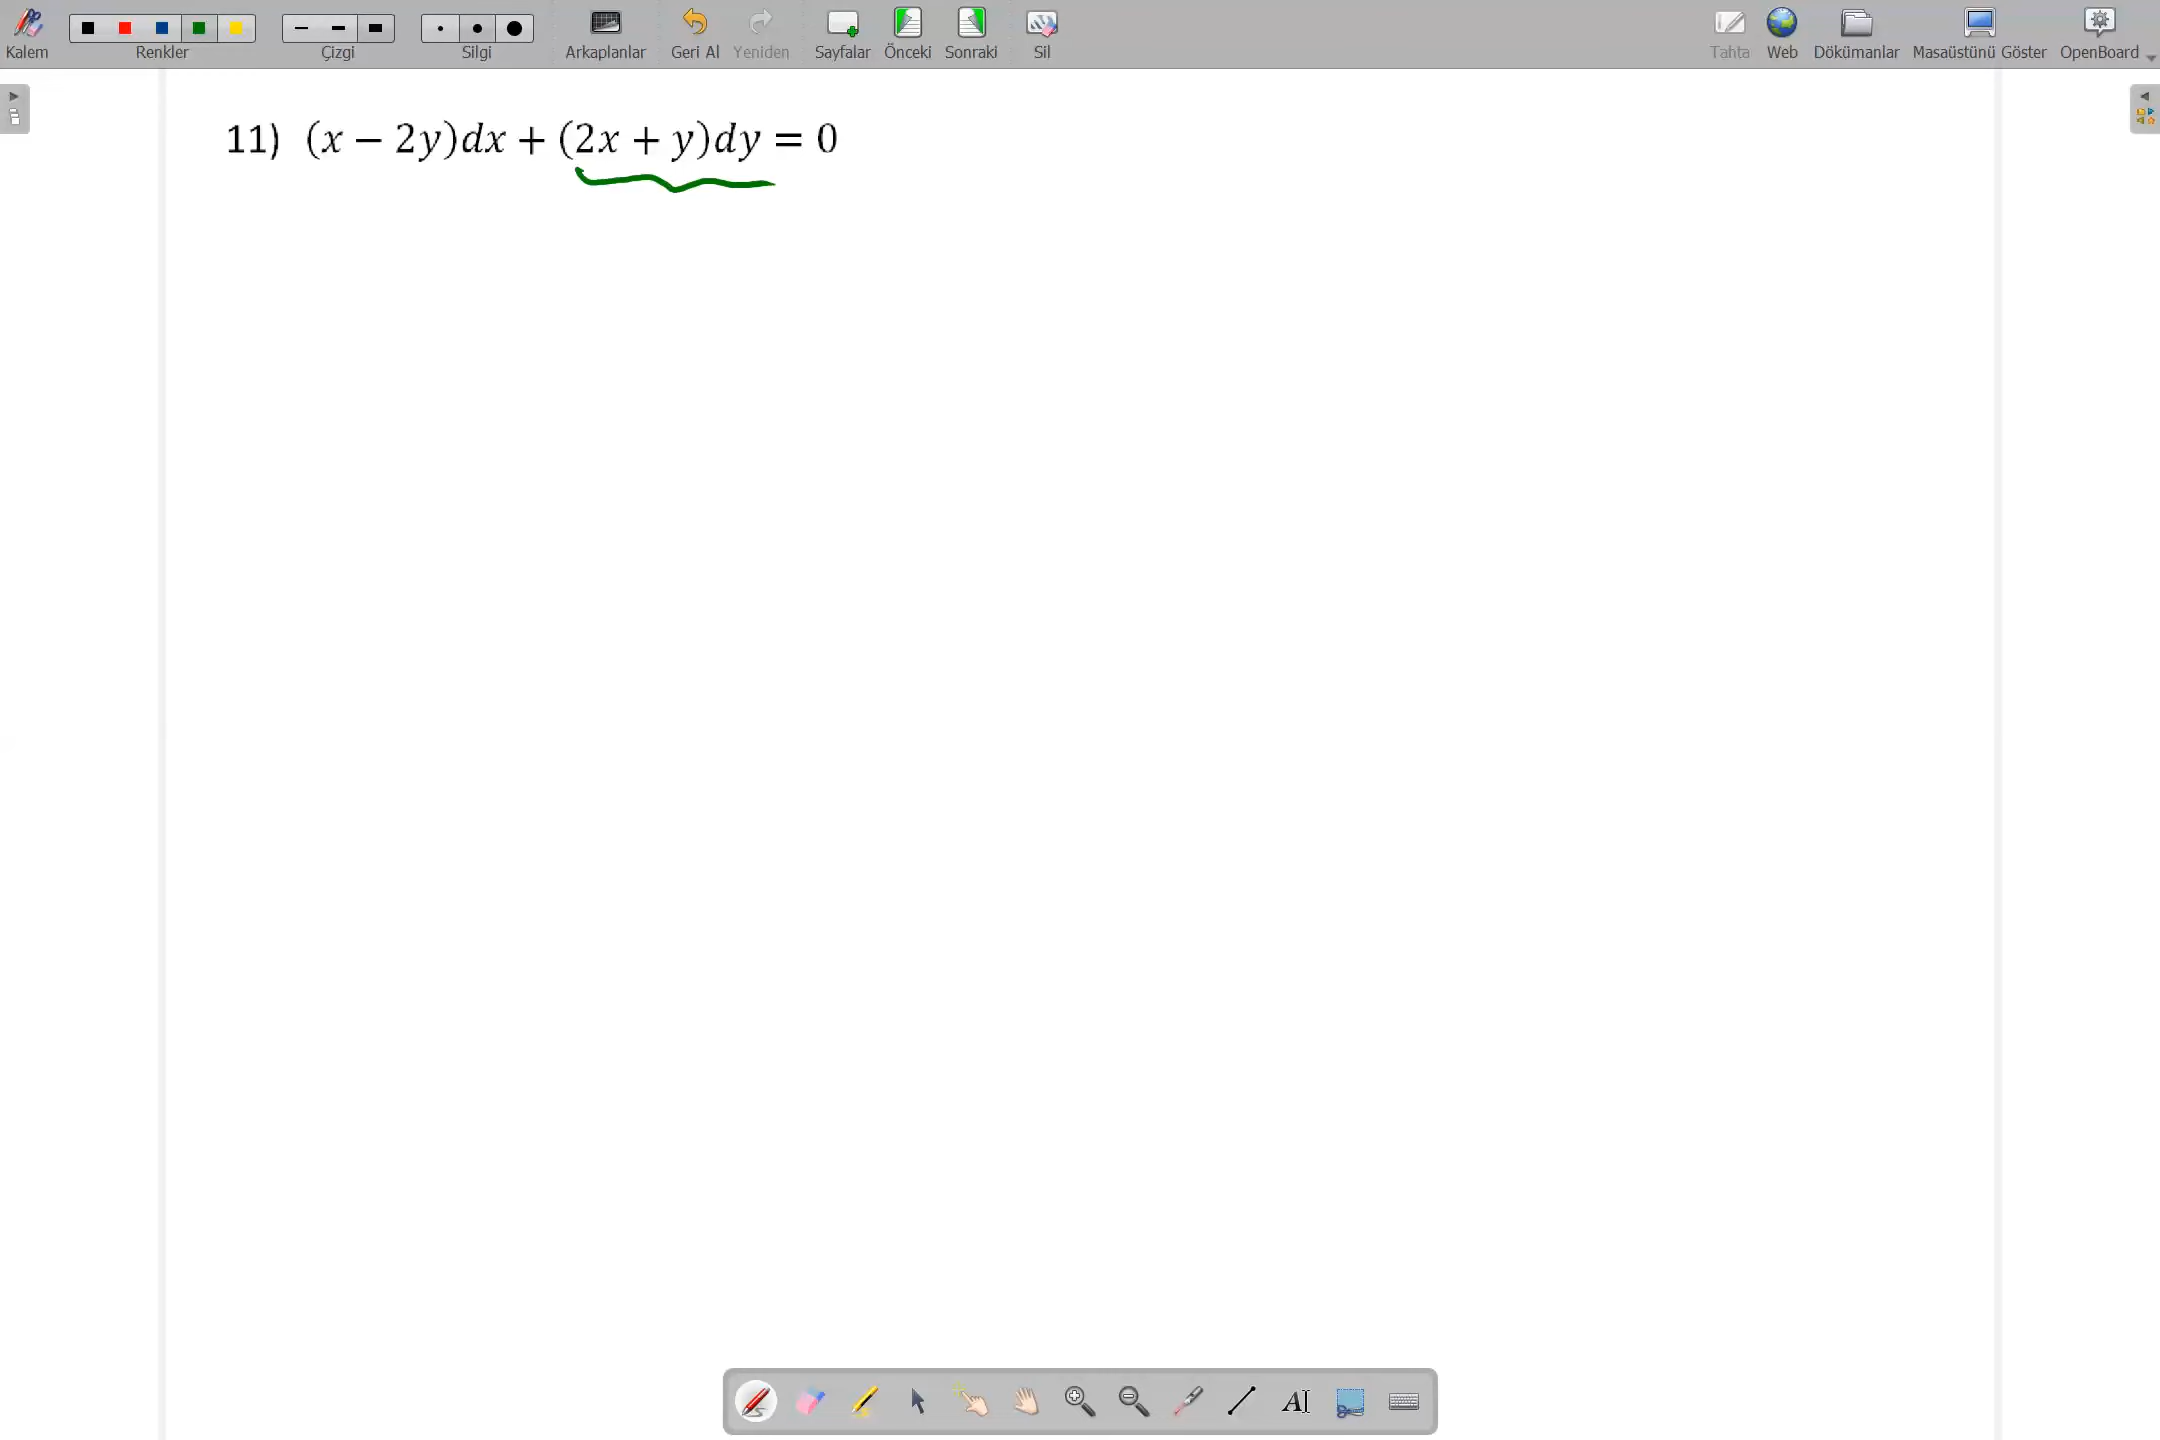 Kalem Renkler Çizgi Silgi Arkaplanlar Geri Al Yeniden Sayfalar Önceki Sonraki Sil Tahta Web Dökümanlar Masaüstünü Göster OpenBoard
11) (x − 2y)dx + (2x + y)dy = 0
A